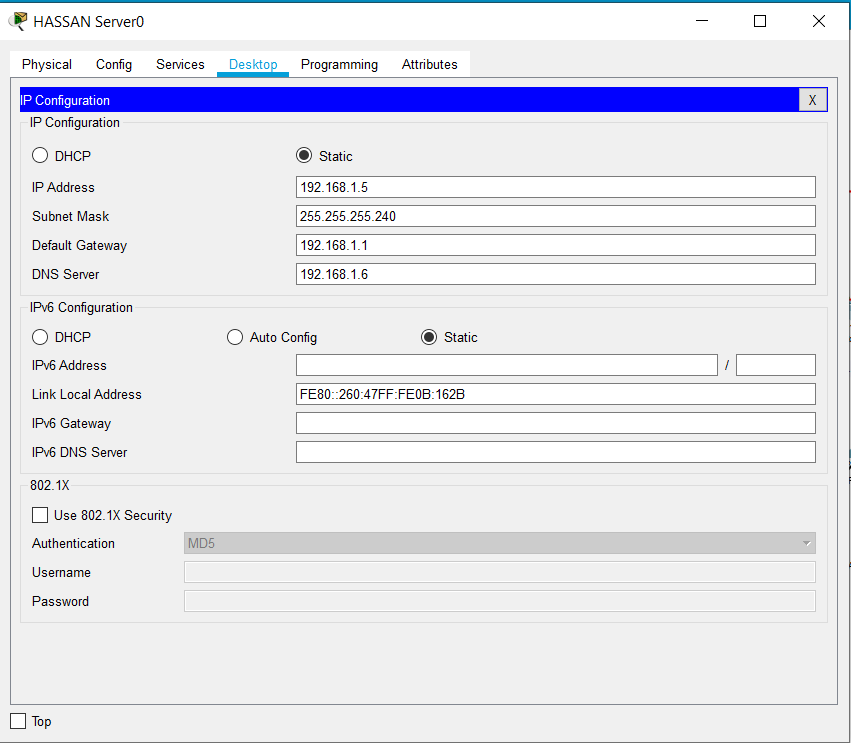 HASSAN Server0
Physical Config Services Desktop Programming Attributes
IP Configuration X
IP Configuration
DHCP Static
IP Address 192.168.1.5
Subnet Mask 255.255.255.240
Default Gateway 192.168.1.1
DNS Server 192.168.1.6
IPv6 Configuration
DHCP Auto Config Static
IPv6 Address /
Link Local Address FE80::260:47FF:FE0B:162B
IPv6 Gateway
IPv6 DNS Server
802.1X
Use 802.1X Security
Authentication MD5
Username
Password
Top